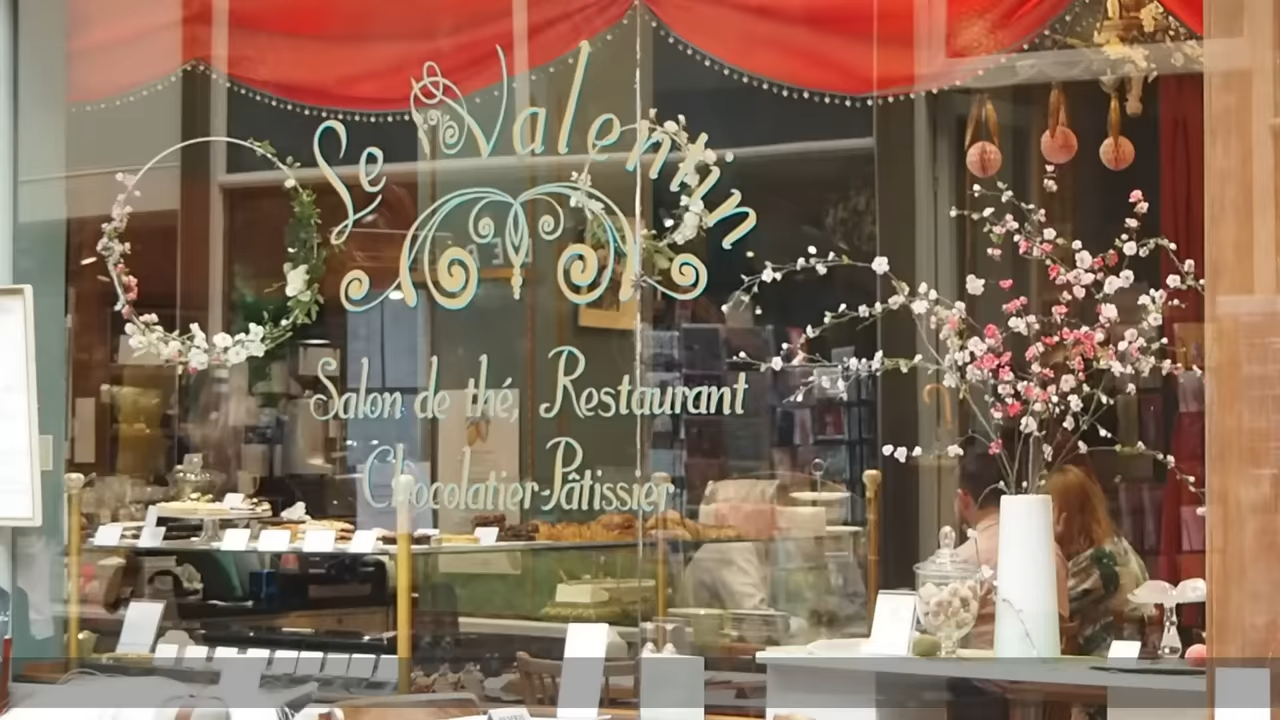 Le Valentin
Salon de thé, Restaurant
Chocolatier-Pâtissier